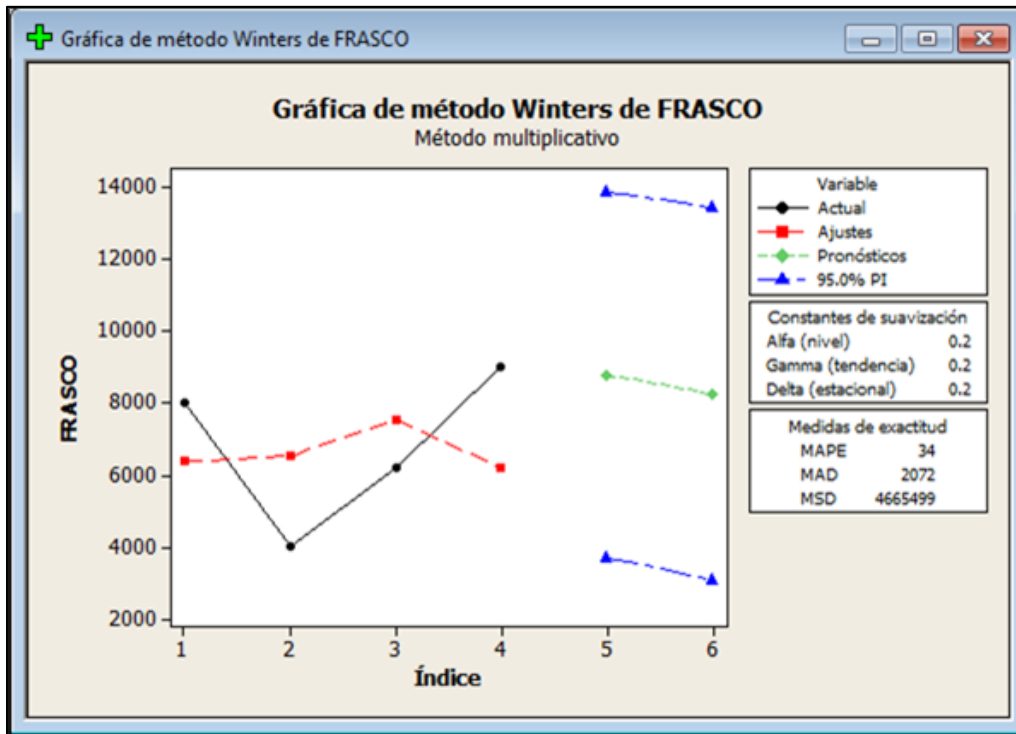 Gráfica de método Winters de FRASCO
Gráfica de método Winters de FRASCO
Método multiplicativo
14000
12000
10000
8000
6000
4000
2000
FRASCO
1 2 3 4 5 6
Índice
Variable
Actual
Ajustes
Pronósticos
95.0% PI
Constantes de suavización
Alfa (nivel) 0.2
Gamma (tendencia) 0.2
Delta (estacional) 0.2
Medidas de exactitud
MAPE 34
MAD 2072
MSD 4665499